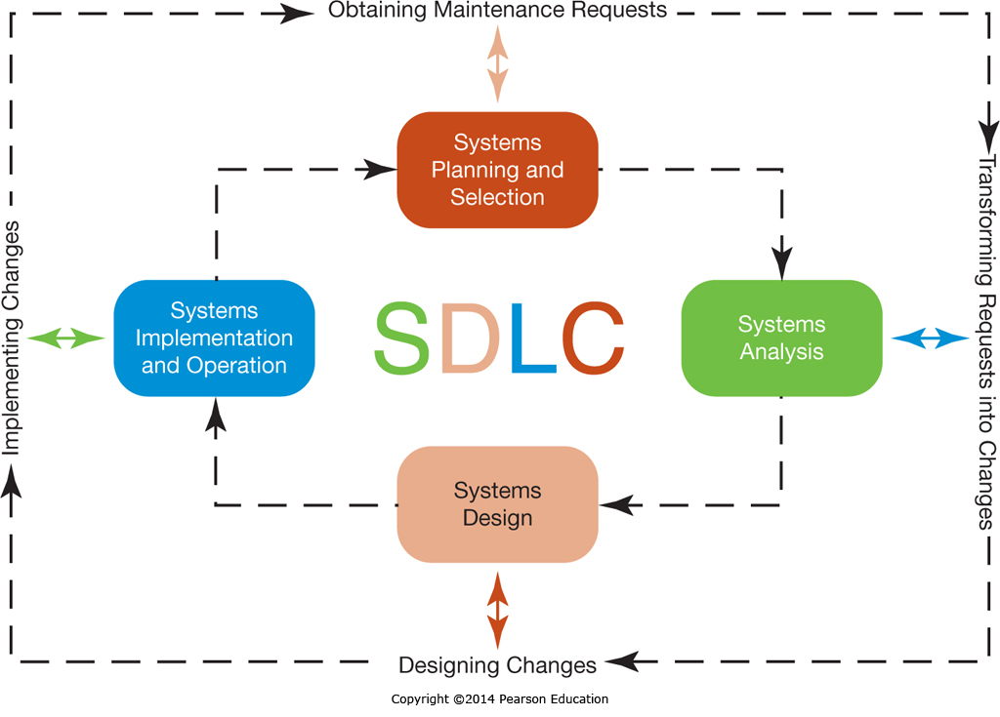 Obtaining Maintenance Requests
Systems
Planning and
Selection
Transforming Requests into Changes
Implementing Changes
Systems
Implementation
and Operation
SDLC
Systems
Analysis
Systems
Design
Designing Changes
Copyright ©2014 Pearson Education